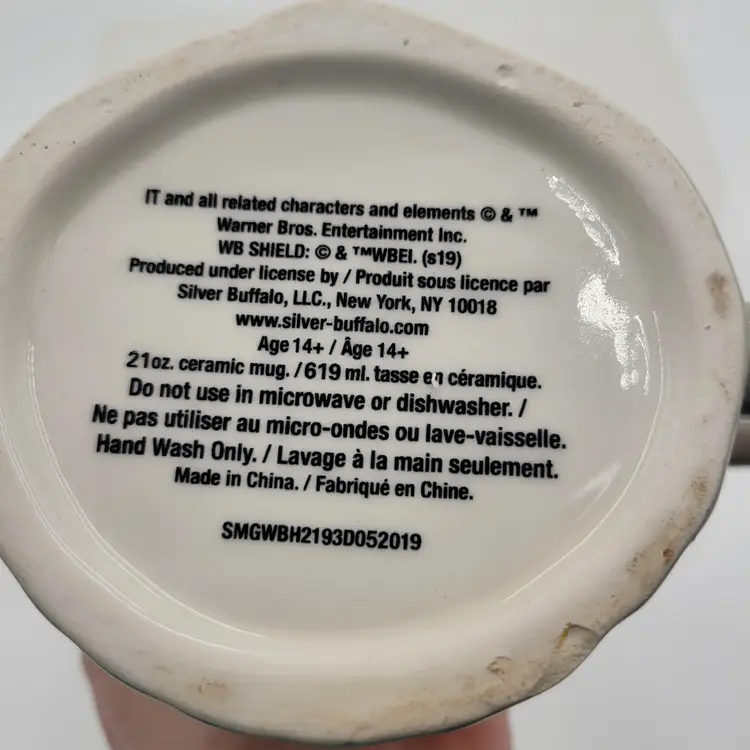 IT and all related characters and elements © & ™
Warner Bros. Entertainment Inc.
WB SHIELD: © & ™WBEI. (s19)
Produced under license by / Produit sous licence par
Silver Buffalo, LLC., New York, NY 10018
www.silver-buffalo.com
Age 14+ / Âge 14+
21oz. ceramic mug. / 619 ml. tasse en céramique.
Do not use in microwave or dishwasher. /
Ne pas utiliser au micro-ondes ou lave-vaisselle.
Hand Wash Only. / Lavage à la main seulement.
Made in China. / Fabriqué en Chine.
SMGWBH2193D052019